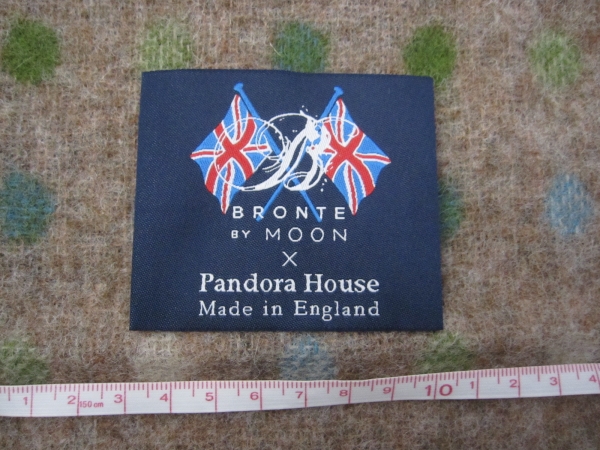 B
BRONTE
BY MOON
X
Pandora House
Made in England
1 2 150cm 3 4 5 6 7 8 9 10 1 2 3 4